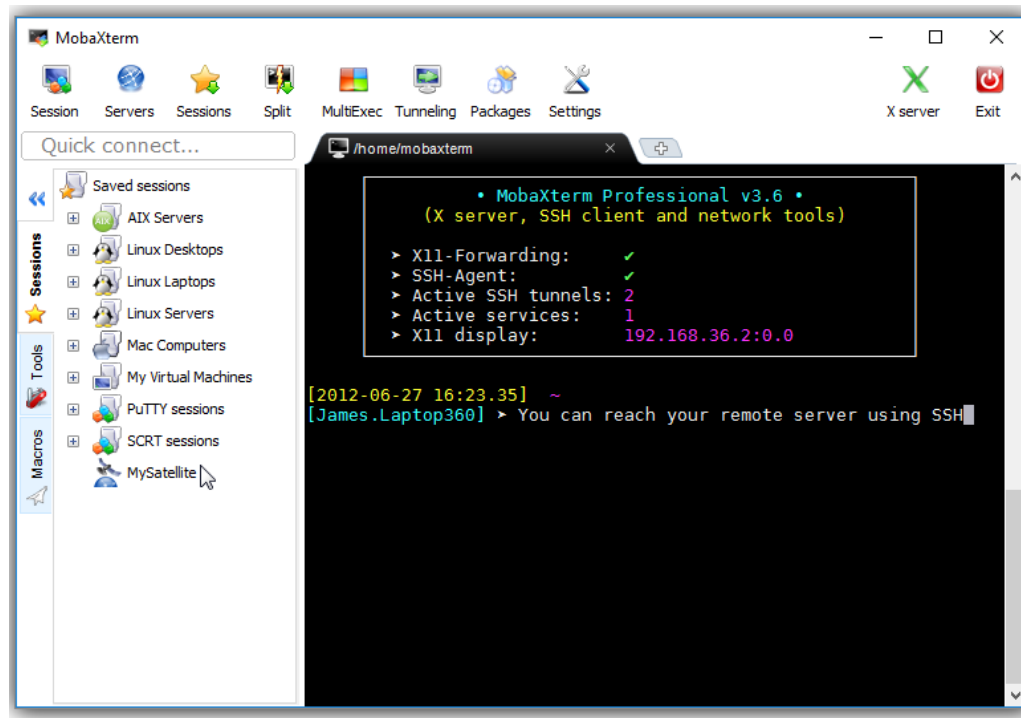 MobaXterm
Session Servers Sessions Split MultiExec Tunneling Packages Settings X server Exit
Quick connect...
/home/mobaxterm
Sessions
Tools
Macros
Saved sessions
AIX
AIX Servers
Linux Desktops
Linux Laptops
Linux Servers
Mac Computers
My Virtual Machines
PuTTY sessions
SCRT sessions
MySatellite
• MobaXterm Professional v3.6 •
(X server, SSH client and network tools)
➤ X11-Forwarding: ✔
➤ SSH-Agent: ✔
➤ Active SSH tunnels: 2
➤ Active services: 1
➤ X11 display: 192.168.36.2:0.0
[2012-06-27 16:23.35] ~
[James.Laptop360] ➤ You can reach your remote server using SSH